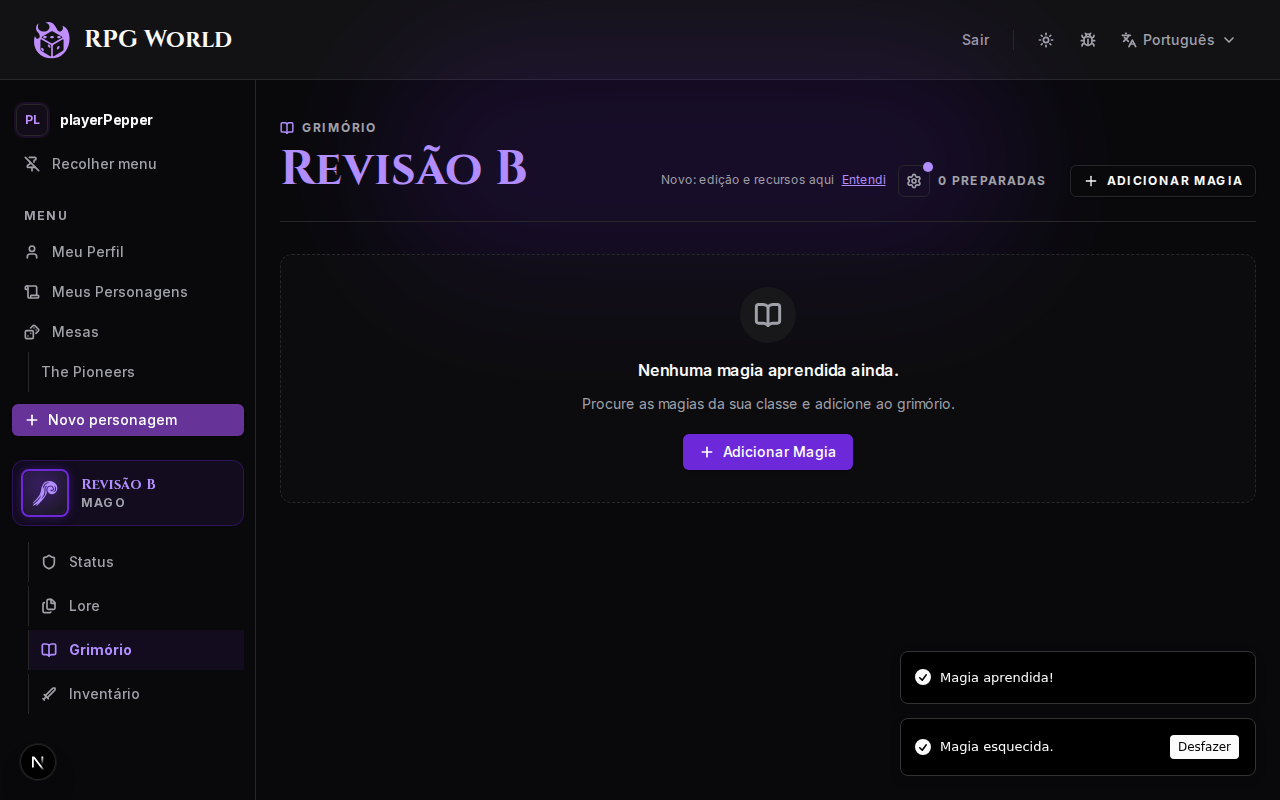 RPG World
Sair
Português
PL
playerPepper
Recolher menu
MENU
Meu Perfil
Meus Personagens
Mesas
The Pioneers
Novo personagem
Revisão B
MAGO
Status
Lore
Grimório
Inventário
N
GRIMÓRIO
Revisão B
Novo: edição e recursos aqui Entendi
0 PREPARADAS
ADICIONAR MAGIA
Nenhuma magia aprendida ainda.
Procure as magias da sua classe e adicione ao grimório.
Adicionar Magia
Magia aprendida!
Magia esquecida.
Desfazer